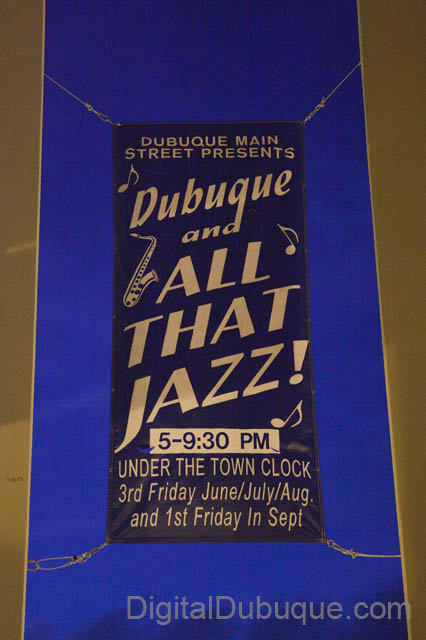 DUBUQUE MAIN
STREET PRESENTS
Dubuque
and
ALL
THAT
JAZZ!
5-9:30 PM
UNDER THE TOWN CLOCK
3rd Friday June/July/Aug.
and 1st Friday In Sept
DigitalDubuque.com